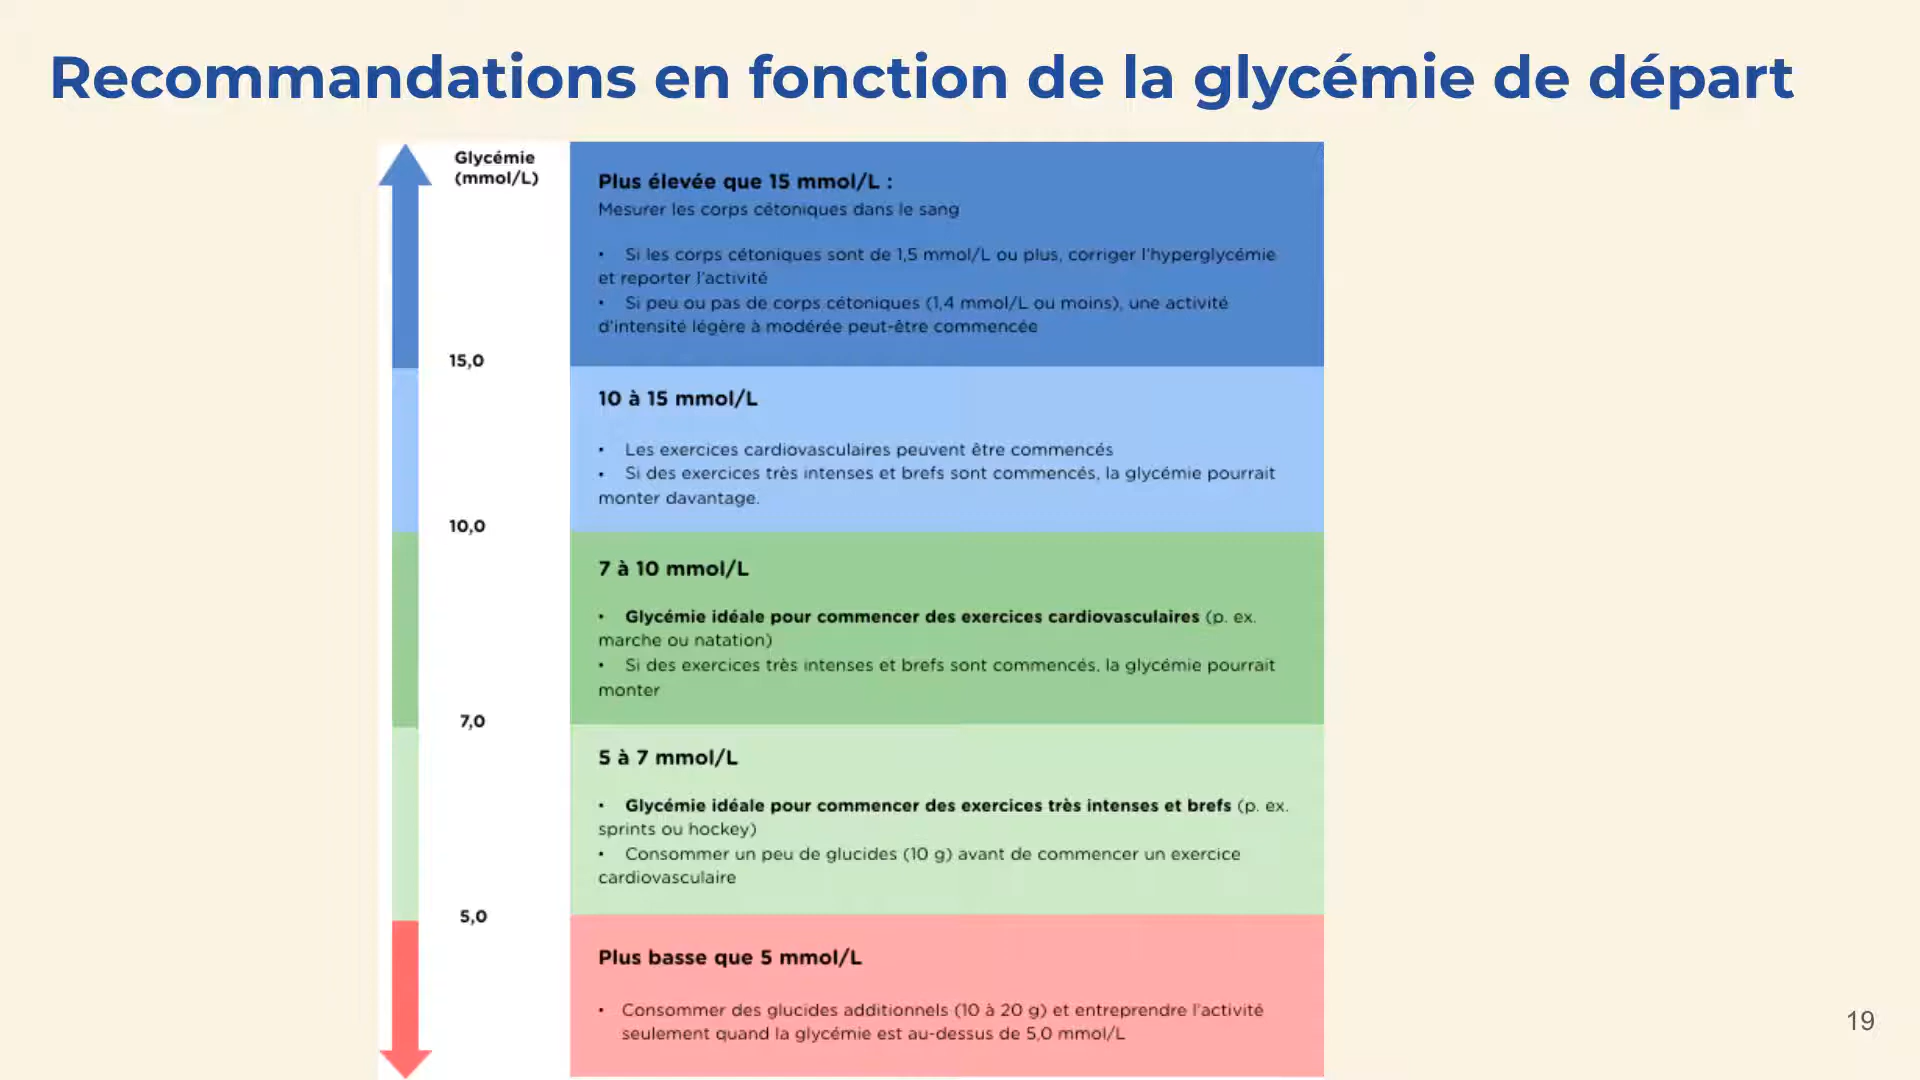 Recommandations en fonction de la glycémie de départ
Glycémie
(mmol/L)
Plus élevée que 15 mmol/L :
Mesurer les corps cétoniques dans le sang
• Si les corps cétoniques sont de 1,5 mmol/L ou plus, corriger l'hyperglycémie
et reporter l'activité
• Si peu ou pas de corps cétoniques (1,4 mmol/L ou moins), une activité
d'intensité légère à modérée peut-être commencée
15,0
10 à 15 mmol/L
• Les exercices cardiovasculaires peuvent être commencés
• Si des exercices très intenses et brefs sont commencés, la glycémie pourrait
monter davantage.
10,0
7 à 10 mmol/L
• Glycémie idéale pour commencer des exercices cardiovasculaires (p. ex.
marche ou natation)
• Si des exercices très intenses et brefs sont commencés, la glycémie pourrait
monter
7,0
5 à 7 mmol/L
• Glycémie idéale pour commencer des exercices très intenses et brefs (p. ex.
sprints ou hockey)
• Consommer un peu de glucides (10 g) avant de commencer un exercice
cardiovasculaire
5,0
Plus basse que 5 mmol/L
• Consommer des glucides additionnels (10 à 20 g) et entreprendre l'activité
seulement quand la glycémie est au-dessus de 5,0 mmol/L
19